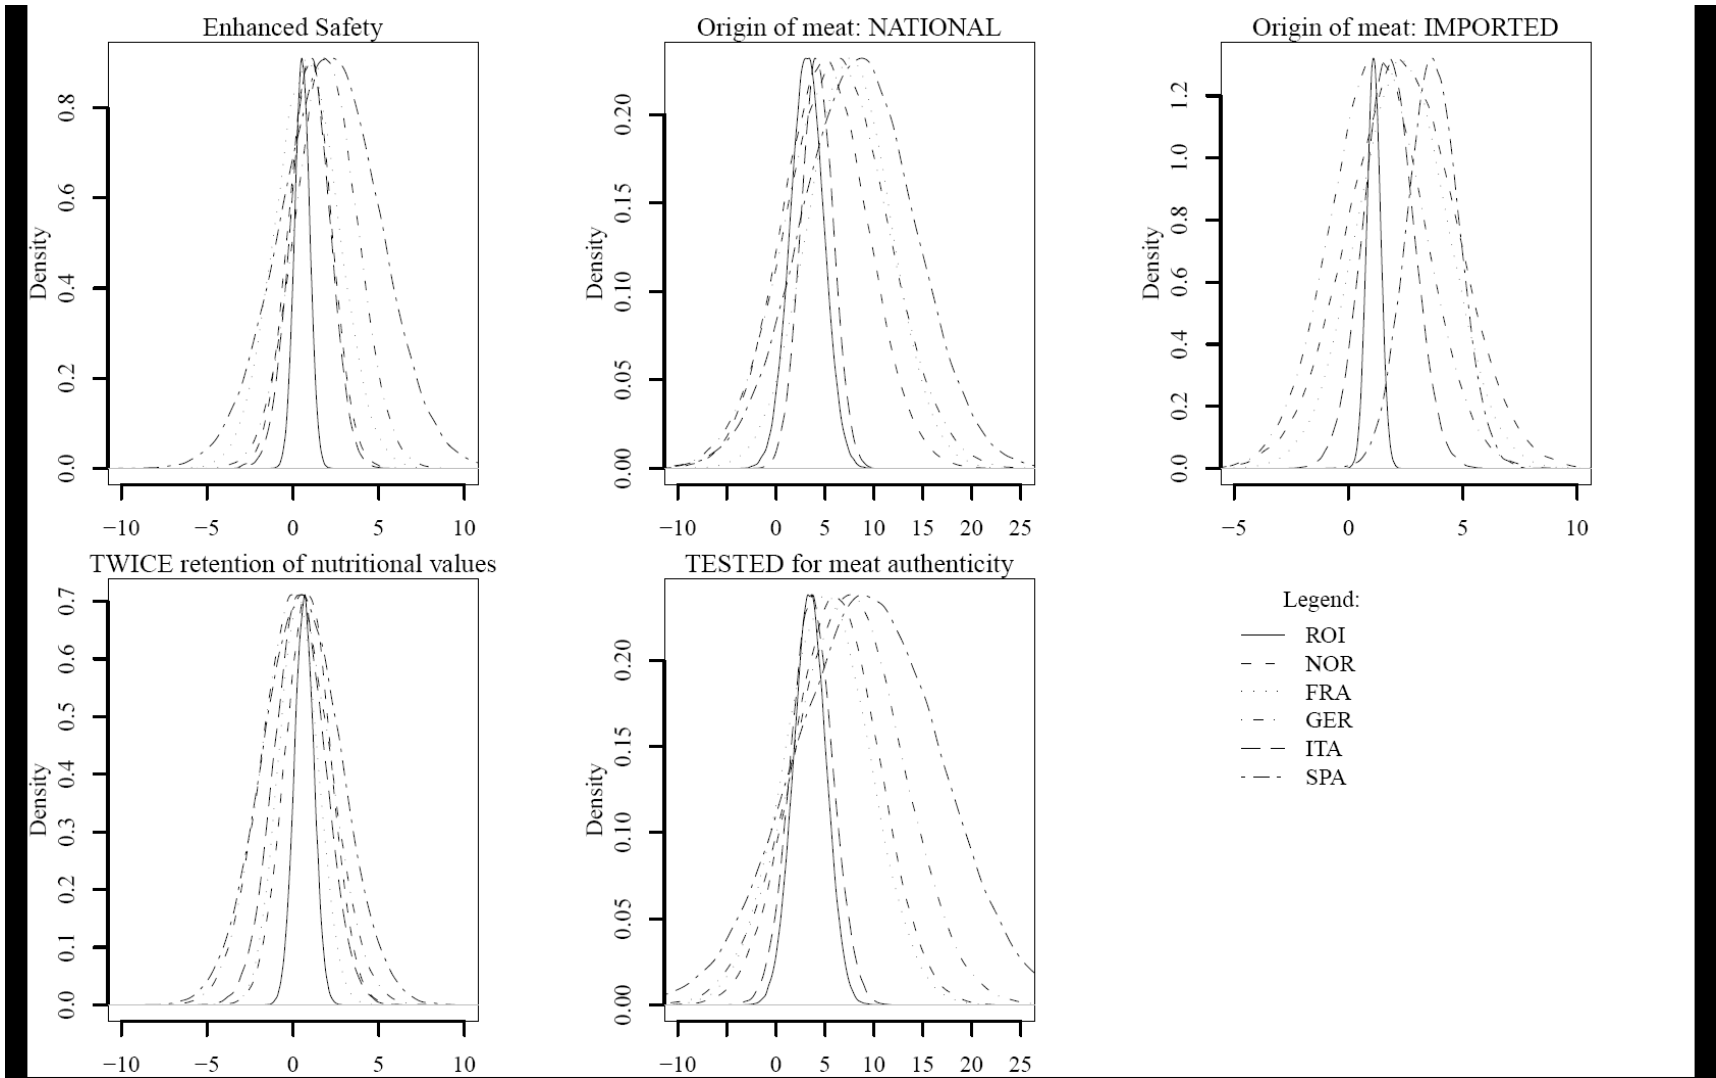 Enhanced Safety
Density
0.0 0.2 0.4 0.6 0.8
−10 −5 0 5 10
Origin of meat: NATIONAL
Density
0.00 0.05 0.10 0.15 0.20
−10 0 5 10 15 20 25
Origin of meat: IMPORTED
Density
0.0 0.2 0.4 0.6 0.8 1.0 1.2
−5 0 5 10
TWICE retention of nutritional values
Density
0.0 0.1 0.2 0.3 0.4 0.5 0.6 0.7
−10 −5 0 5 10
TESTED for meat authenticity
Density
0.00 0.05 0.10 0.15 0.20
−10 0 5 10 15 20 25
Legend:
ROI
NOR
FRA
GER
ITA
SPA